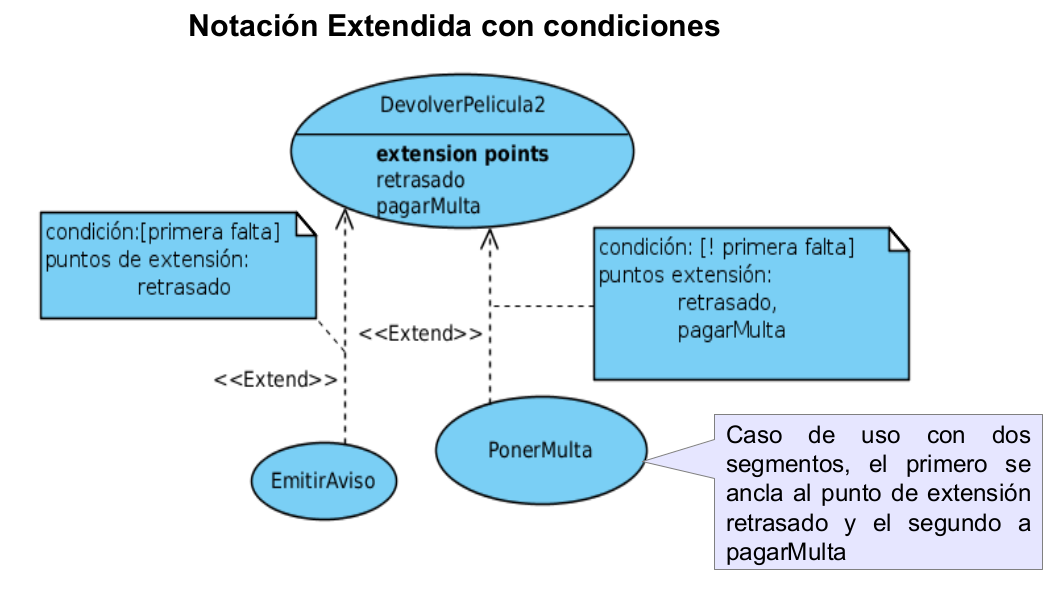 Notación Extendida con condiciones
DevolverPelicula2
extension points
retrasado
pagarMulta
condición:[primera falta]
puntos de extensión:
retrasado
condición: [! primera falta]
puntos extensión:
retrasado,
pagarMulta
<<Extend>>
<<Extend>>
EmitirAviso
PonerMulta
Caso de uso con dos
segmentos, el primero se
ancla al punto de extensión
retrasado y el segundo a
pagarMulta